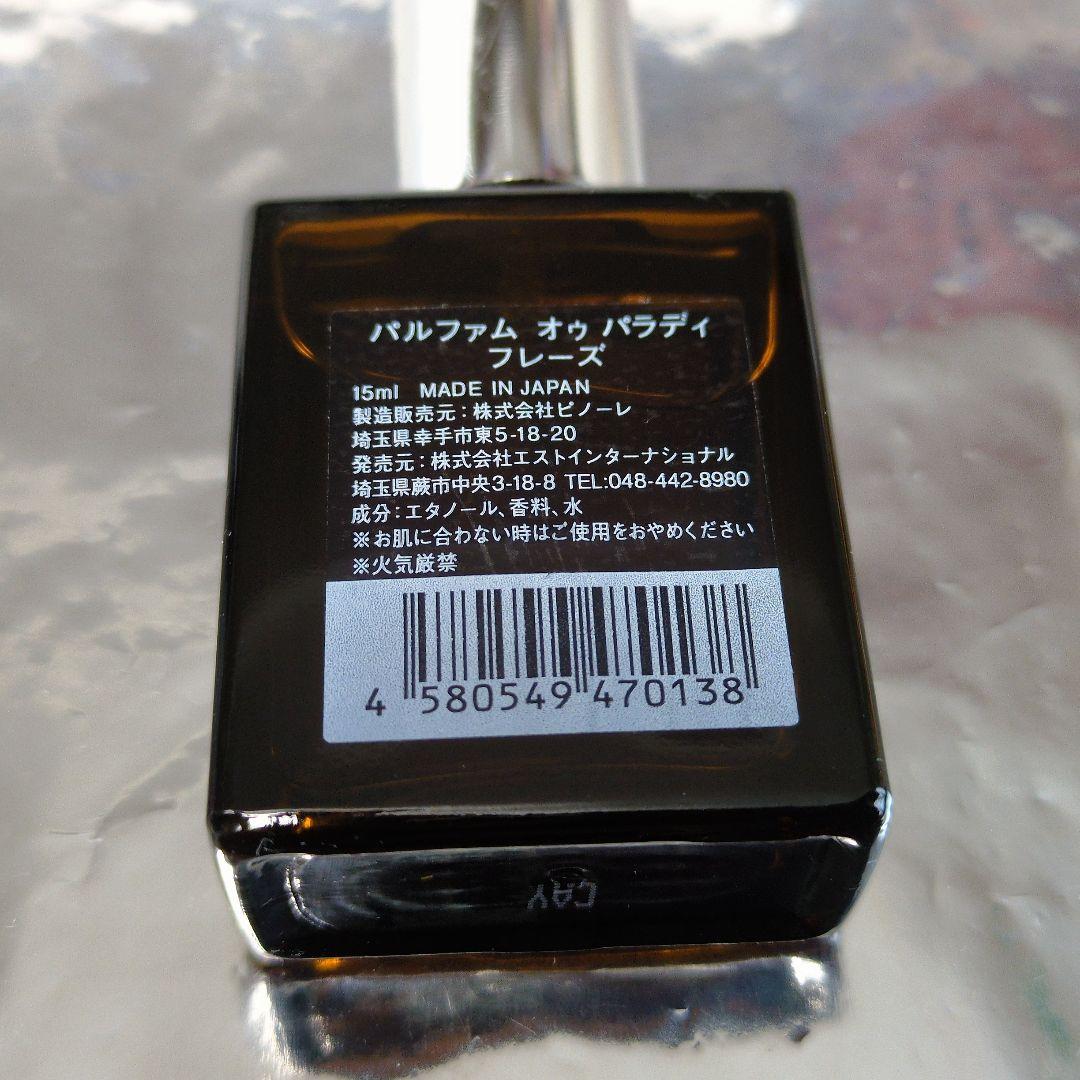 パルファム オゥ パラディ
フレーズ
15ml MADE IN JAPAN
製造販売元:株式会社ピノーレ
埼玉県幸手市東5-18-20
発売元:株式会社エストインターナショナル
埼玉県蕨市中央3-18-8 TEL:048-442-8980
成分:エタノール、香料、水
※お肌に合わない時はご使用をおやめください
※火気厳禁
4 580549 470138
CAY